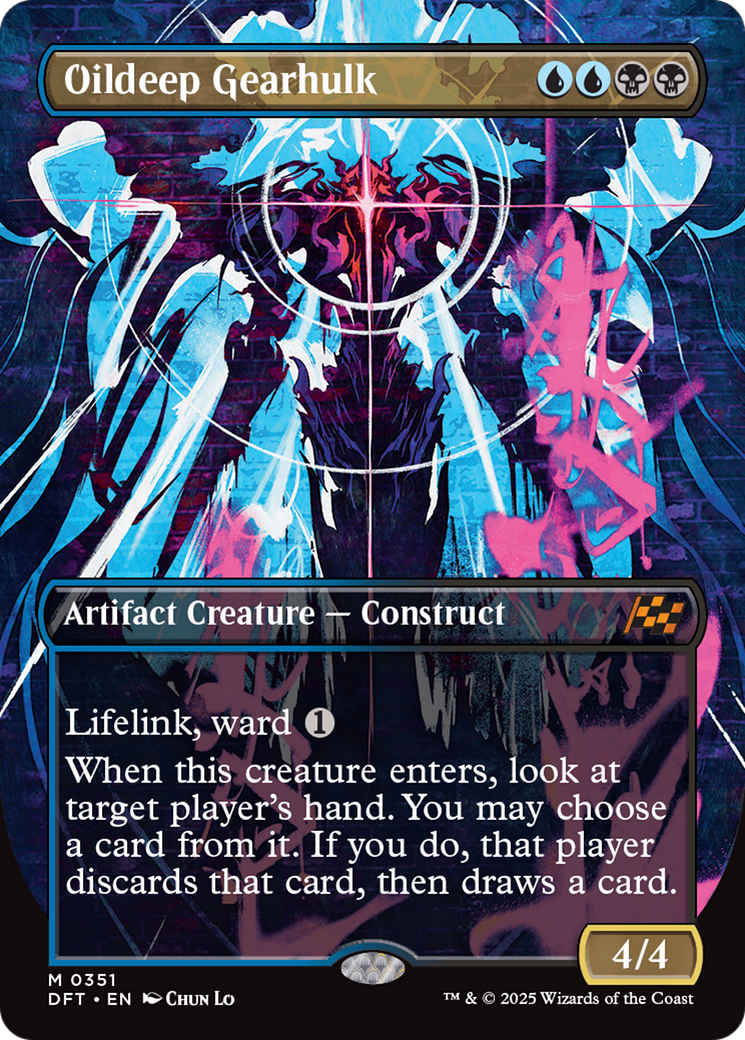 Oildeep Gearhulk
Artifact Creature — Construct
Lifelink, ward 1
When this creature enters, look at
target player's hand. You may choose
a card from it. If you do, that player
discards that card, then draws a card.
4/4
M 0351
DFT • EN Chun Lo
™ & © 2025 Wizards of the Coast